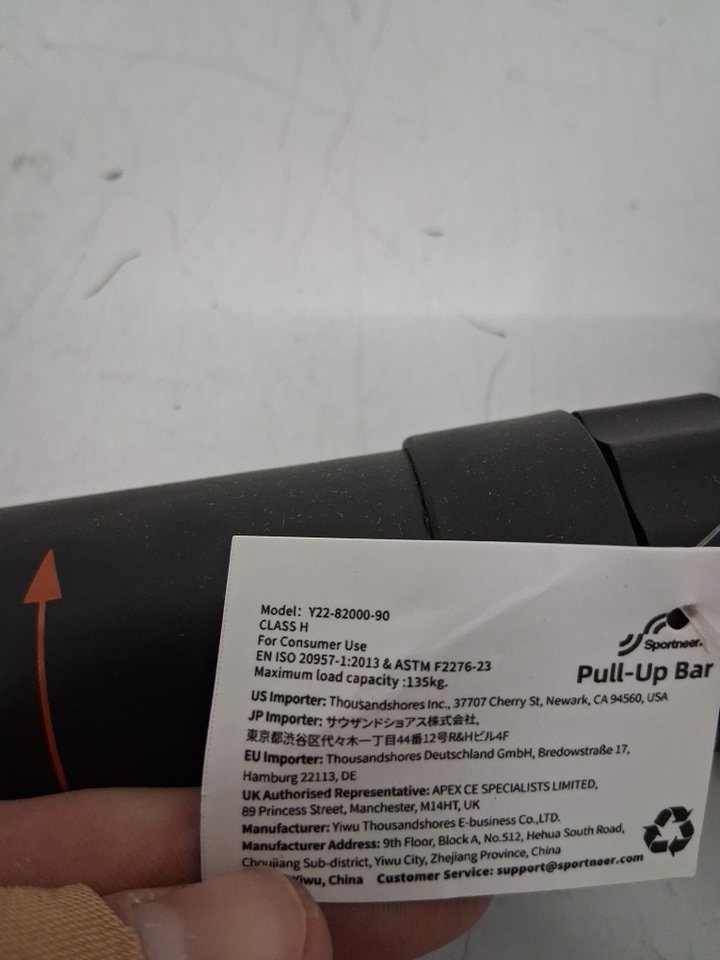 Model: Y22-82000-90
CLASS H
For Consumer Use
EN ISO 20957-1:2013 & ASTM F2276-23
Maximum load capacity :135kg.
Sportneer.
Pull-Up Bar
US Importer: Thousandshores Inc., 37707 Cherry St, Newark, CA 94560, USA
JP Importer: サウザンドショアス株式会社,
東京都渋谷区代々木一丁目44番12号R&Hビル4F
EU Importer: Thousandshores Deutschland GmbH, Bredowstraße 17,
Hamburg 22113, DE
UK Authorised Representative: APEX CE SPECIALISTS LIMITED,
89 Princess Street, Manchester, M14HT, UK
Manufacturer: Yiwu Thousandshores E-business Co.,LTD.
Manufacturer Address: 9th Floor, Block A, No.512, Hehua South Road,
Choujiang Sub-district, Yiwu City, Zhejiang Province, China
Yiwu, China Customer Service: support@sportneer.com